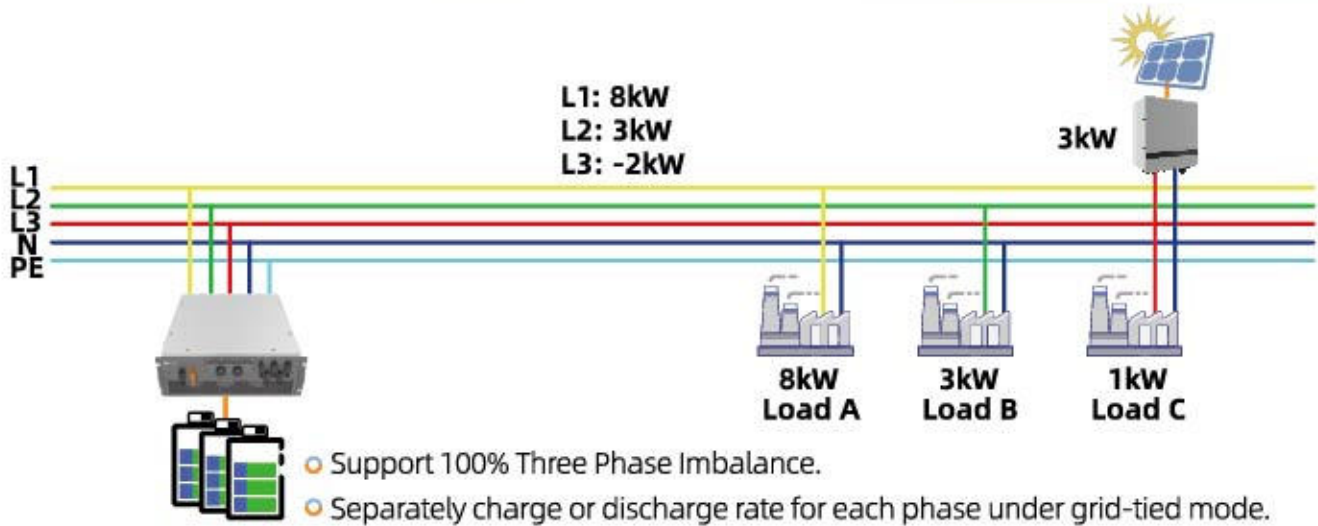 L1: 8kW
L2: 3kW
L3: -2kW
3kW
L1
L2
L3
N
PE
8kW
Load A
3kW
Load B
1kW
Load C
Support 100% Three Phase Imbalance.
Separately charge or discharge rate for each phase under grid-tied mode.